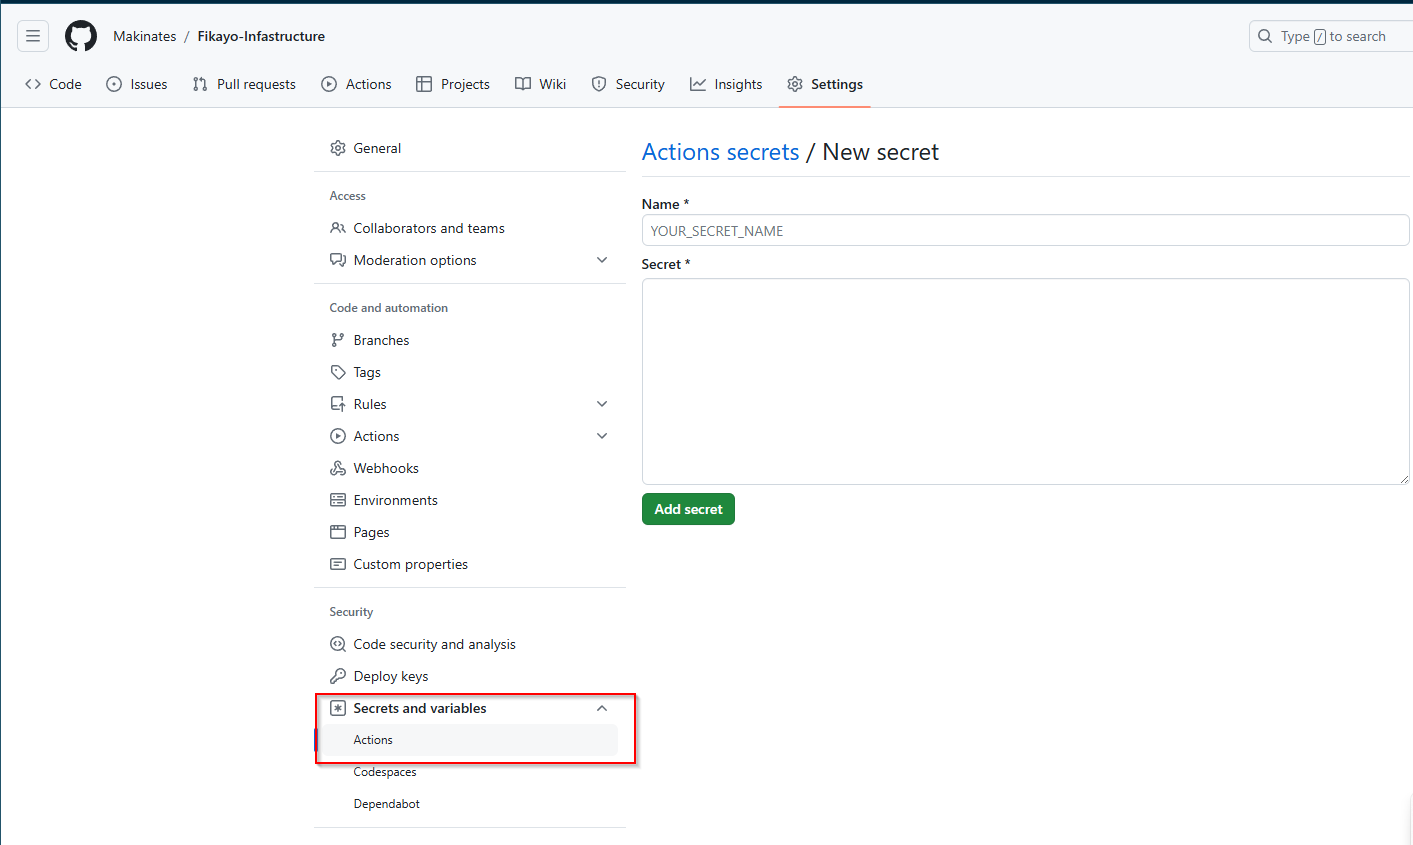 Makinates / Fikayo-Infastructure
Type / to search
Code Issues Pull requests Actions Projects Wiki Security Insights Settings
General
Access
Collaborators and teams
Moderation options
Code and automation
Branches
Tags
Rules
Actions
Webhooks
Environments
Pages
Custom properties
Security
Code security and analysis
Deploy keys
Secrets and variables
Actions
Codespaces
Dependabot
Actions secrets / New secret
Name *
YOUR_SECRET_NAME
Secret *
Add secret